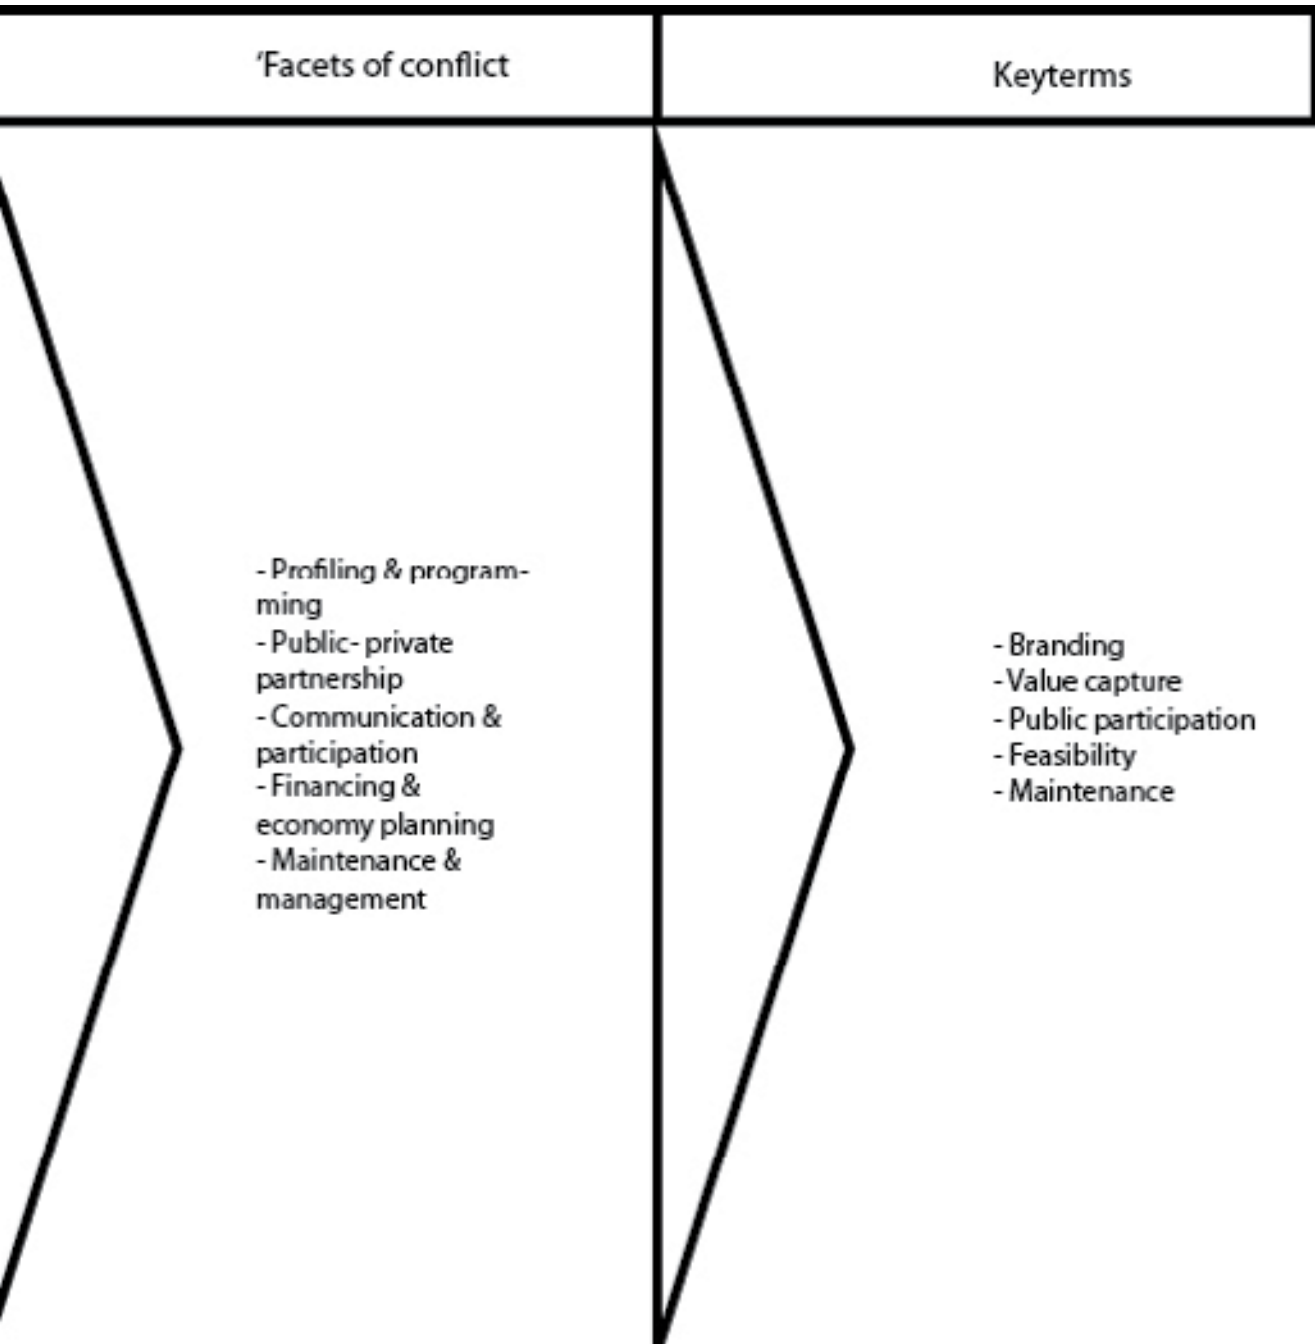 ‘Facets of conflict
Keyterms
- Profiling & program-
ming
- Public- private
partnership
- Communication &
participation
- Financing &
economy planning
- Maintenance &
management
- Branding
- Value capture
- Public participation
- Feasibility
- Maintenance